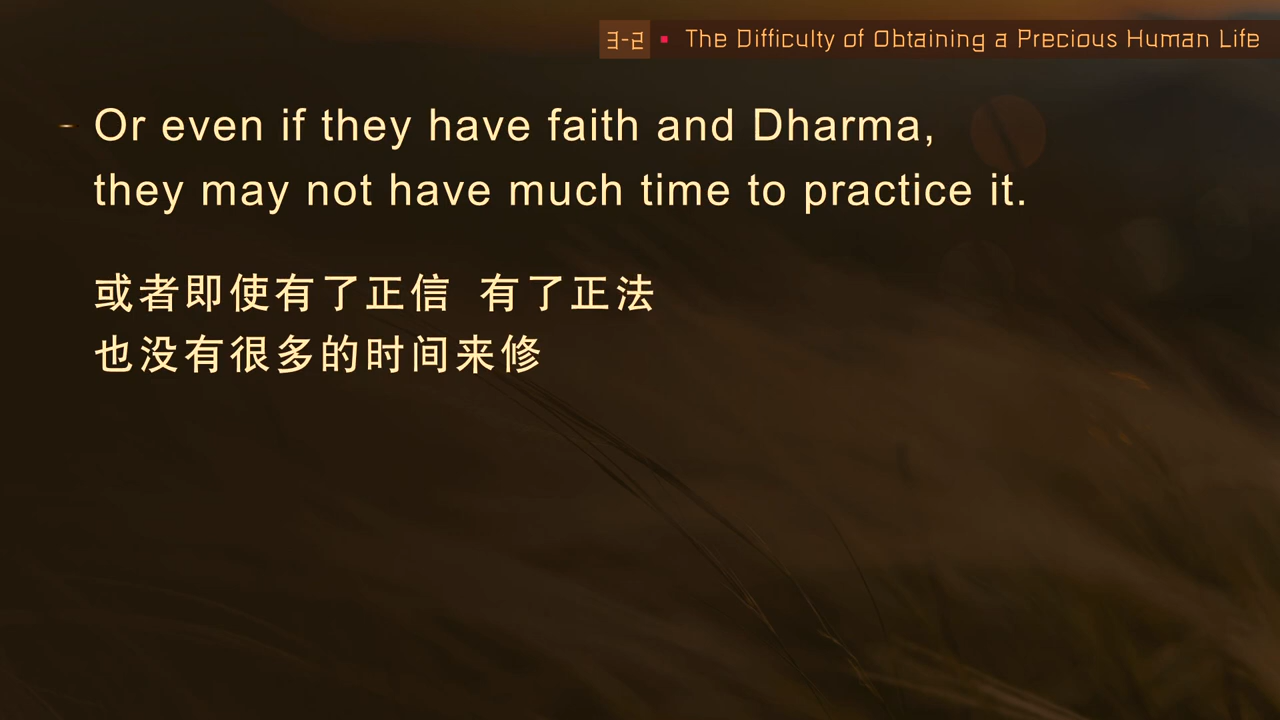 3-2 ▪ The Difficulty of Obtaining a Precious Human Life
- Or even if they have faith and Dharma,
they may not have much time to practice it.
或者即使有了正信 有了正法
也没有很多的时间来修